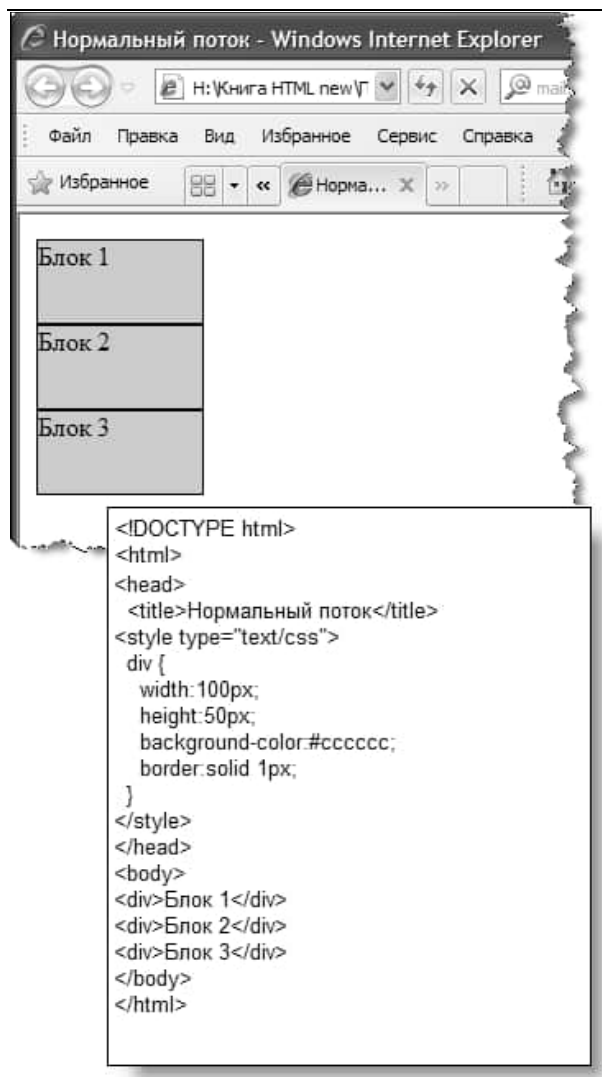 Нормальный поток - Windows Internet Explorer
H:\Книга HTML new\
Файл Правка Вид Избранное Сервис Справка
Избранное Норма...
Блок 1
Блок 2
Блок 3
<!DOCTYPE html>
<html>
<head>
<title>Нормальный поток</title>
<style type="text/css">
div {
width:100px;
height:50px;
background-color:#cccccc;
border:solid 1px;
}
</style>
</head>
<body>
<div>Блок 1</div>
<div>Блок 2</div>
<div>Блок 3</div>
</body>
</html>